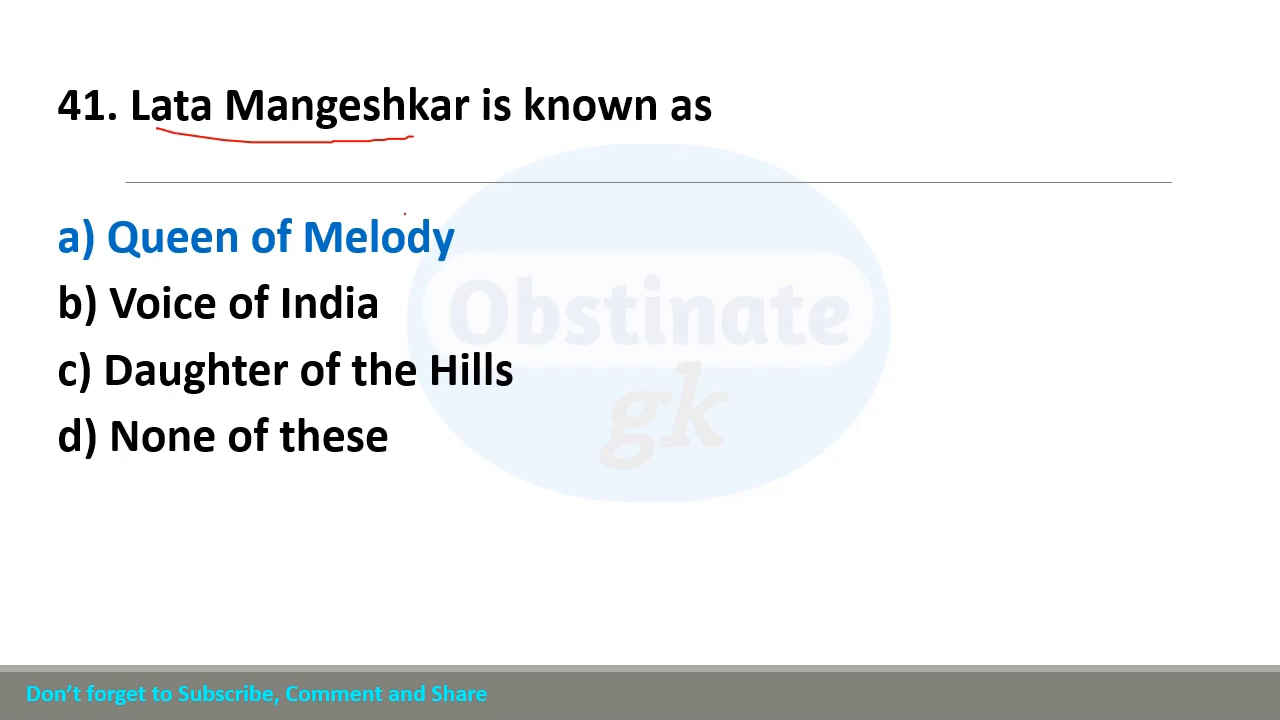 41. Lata Mangeshkar is known as
a) Queen of Melody
b) Voice of India
c) Daughter of the Hills
d) None of these
Obstinate
gk
Don’t forget to Subscribe, Comment and Share